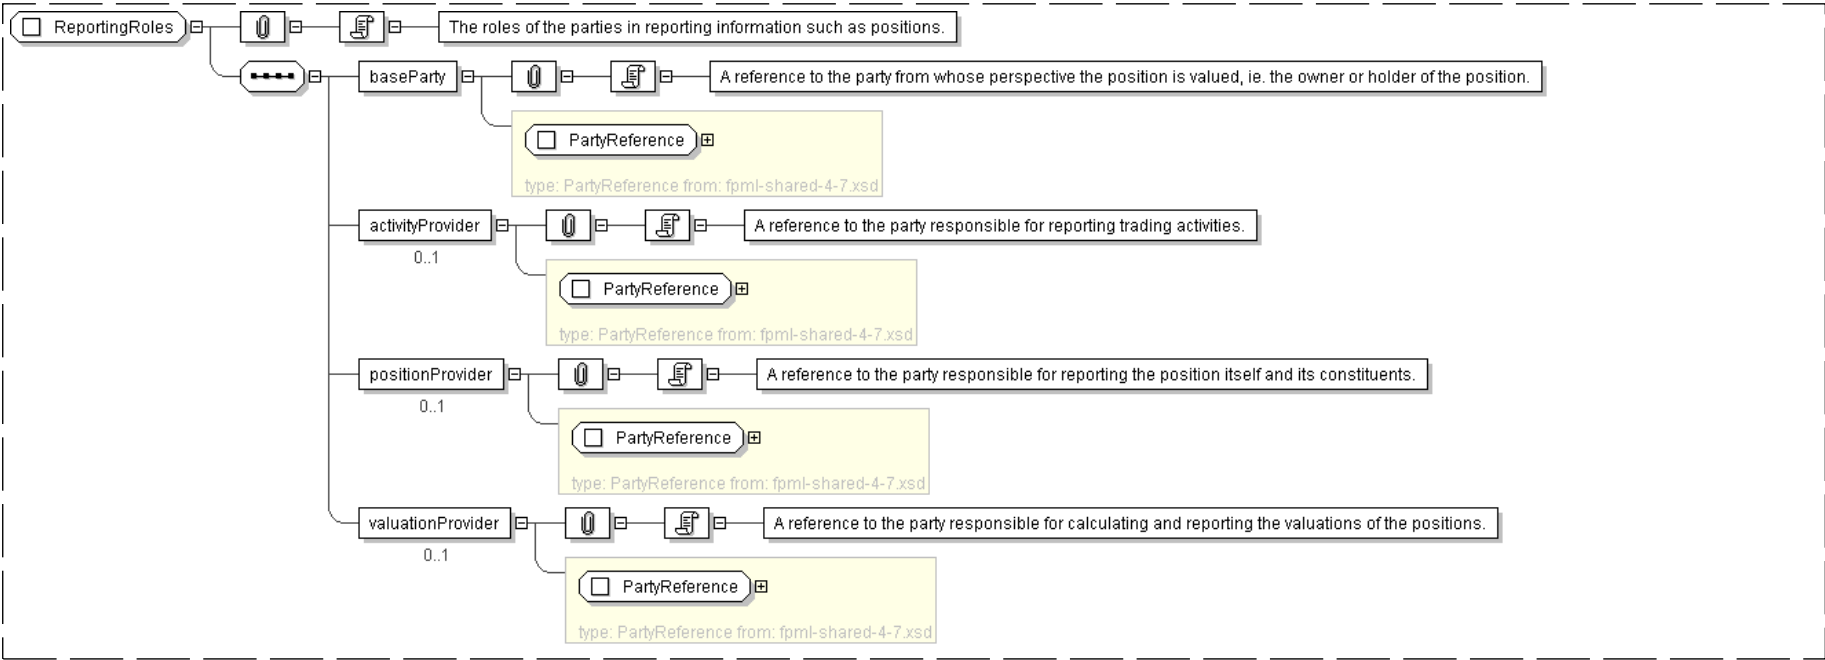 ReportingRoles
The roles of the parties in reporting information such as positions.
baseParty
A reference to the party from whose perspective the position is valued, ie. the owner or holder of the position.
PartyReference
type: PartyReference from: fpml-shared-4-7.xsd
activityProvider
A reference to the party responsible for reporting trading activities.
0..1
PartyReference
type: PartyReference from: fpml-shared-4-7.xsd
positionProvider
A reference to the party responsible for reporting the position itself and its constituents.
0..1
PartyReference
type: PartyReference from: fpml-shared-4-7.xsd
valuationProvider
A reference to the party responsible for calculating and reporting the valuations of the positions.
0..1
PartyReference
type: PartyReference from: fpml-shared-4-7.xsd